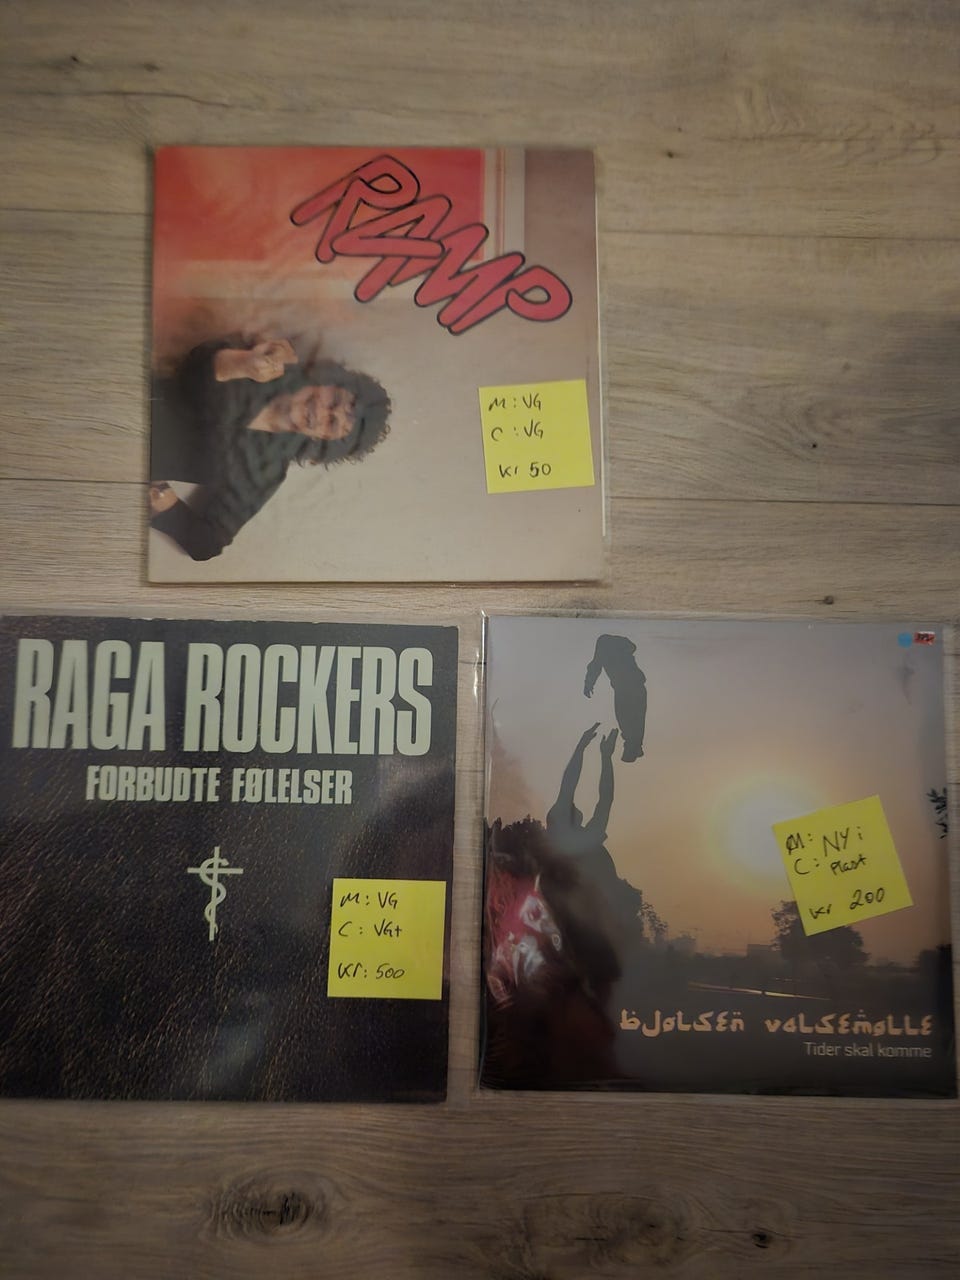 RAMP
M: VG
C: VG
Kr 50
RAGA ROCKERS
FORBUDTE FØLELSER
M: VG
C: VG+
Kr: 500
M: NY i
C: Plast
Kr 200
bjølsen valsemølle
Tider skal komme